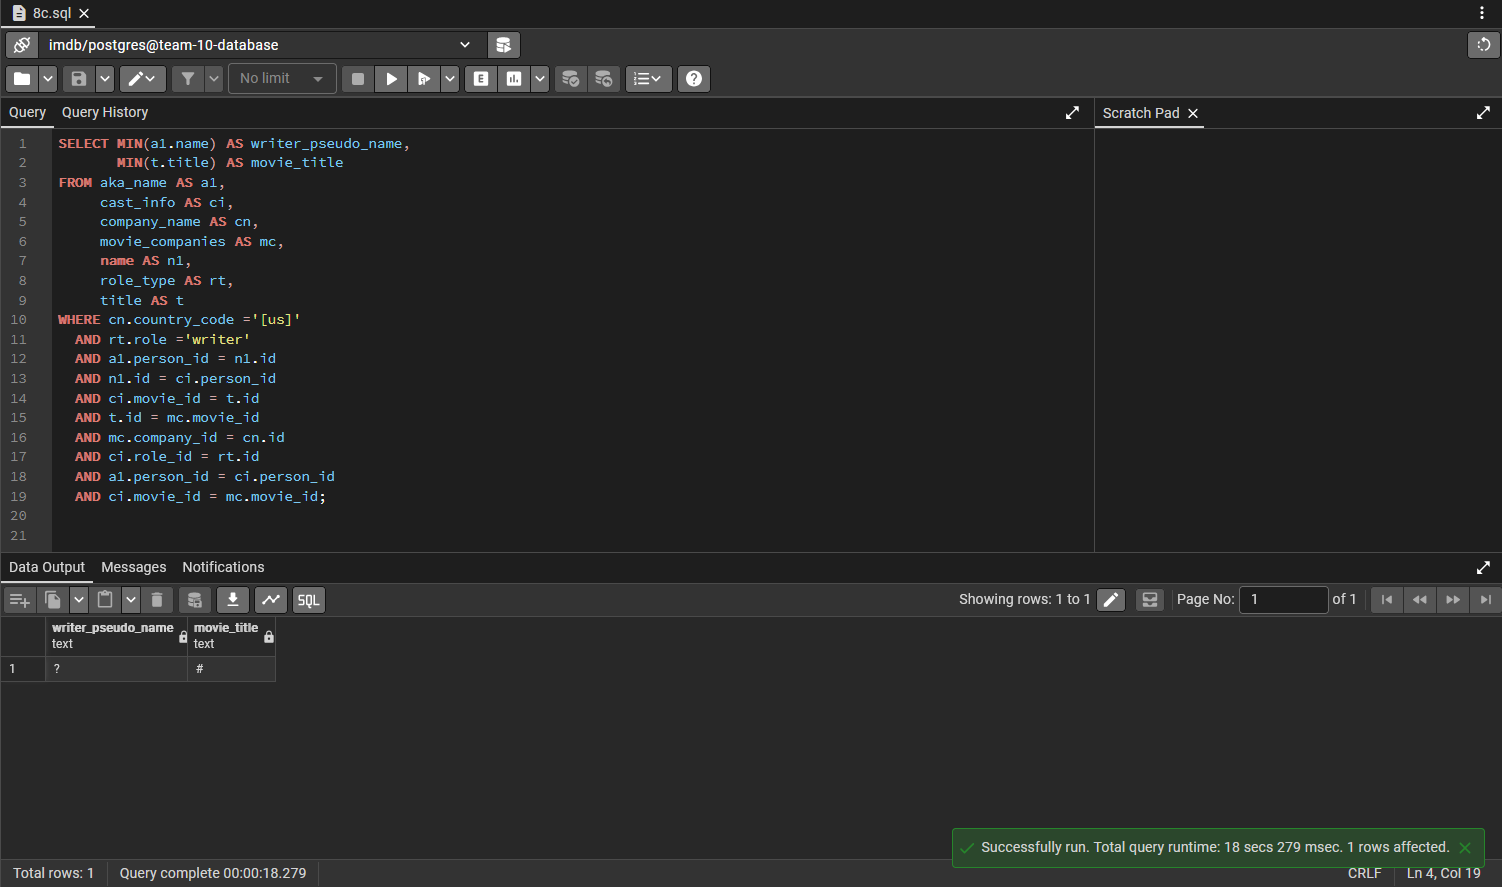 8c.sql
imdb/postgres@team-10-database
No limit
E
Query Query History
Scratch Pad
1 SELECT MIN(a1.name) AS writer_pseudo_name,
2 MIN(t.title) AS movie_title
3 FROM aka_name AS a1,
4 cast_info AS ci,
5 company_name AS cn,
6 movie_companies AS mc,
7 name AS n1,
8 role_type AS rt,
9 title AS t
10 WHERE cn.country_code ='[us]'
11 AND rt.role ='writer'
12 AND a1.person_id = n1.id
13 AND n1.id = ci.person_id
14 AND ci.movie_id = t.id
15 AND t.id = mc.movie_id
16 AND mc.company_id = cn.id
17 AND ci.role_id = rt.id
18 AND a1.person_id = ci.person_id
19 AND ci.movie_id = mc.movie_id;
20
21
Data Output Messages Notifications
SQL Showing rows: 1 to 1 Page No: 1 of 1
writer_pseudo_name movie_title
text text
1 ? #
Successfully run. Total query runtime: 18 secs 279 msec. 1 rows affected.
Total rows: 1 Query complete 00:00:18.279 CRLF Ln 4, Col 19